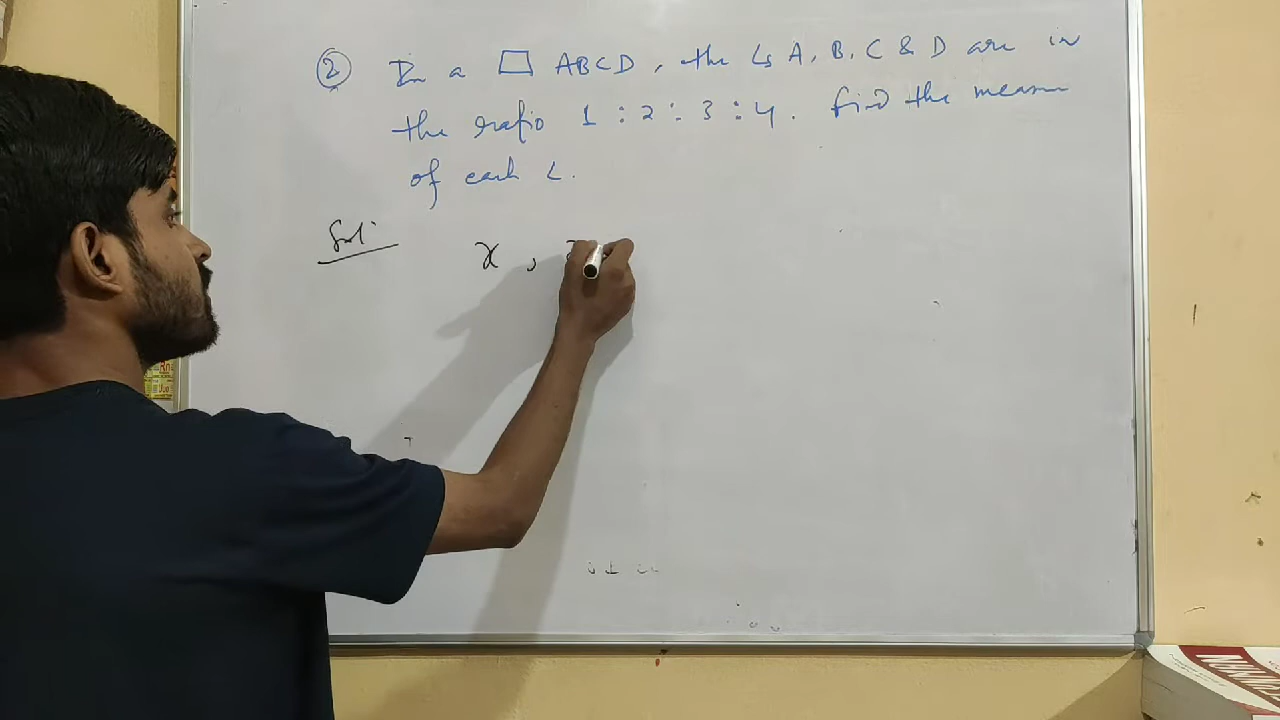 ② In a □ ABCD, the ∠s A, B, C & D are in
the ratio 1 : 2 : 3 : 4. find the measure
of each ∠.
Sol:
x ,